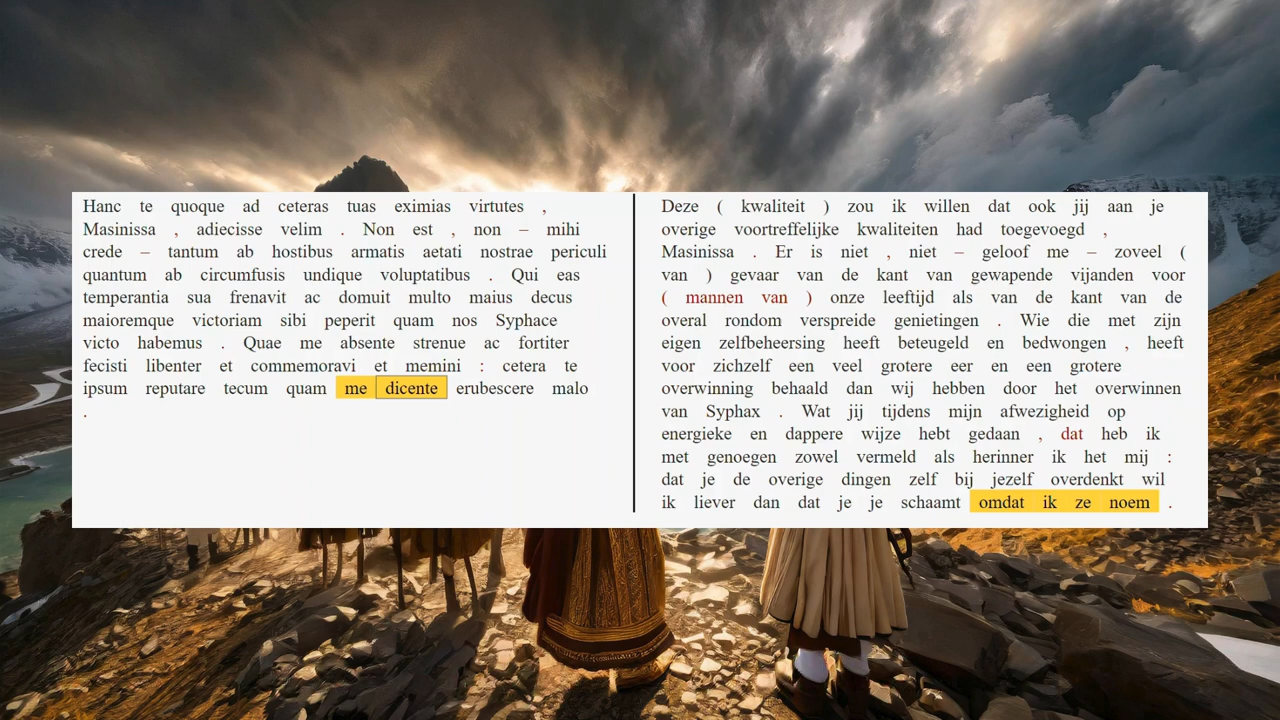 Hanc te quoque ad ceteras tuas eximias virtutes ,
Masinissa , adiecisse velim . Non est , non – mihi
crede – tantum ab hostibus armatis aetati nostrae periculi
quantum ab circumfusis undique voluptatibus . Qui eas
temperantia sua frenavit ac domuit multo maius decus
maioremque victoriam sibi peperit quam nos Syphace
victo habemus . Quae me absente strenue ac fortiter
fecisti libenter et commemoravi et memini : cetera te
ipsum reputare tecum quam me dicente erubescere malo
.
Deze ( kwaliteit ) zou ik willen dat ook jij aan je
overige voortreffelijke kwaliteiten had toegevoegd ,
Masinissa . Er is niet , niet – geloof me – zoveel (
van ) gevaar van de kant van gewapende vijanden voor
( mannen van ) onze leeftijd als van de kant van de
overal rondom verspreide genietingen . Wie die met zijn
eigen zelfbeheersing heeft beteugeld en bedwongen , heeft
voor zichzelf een veel grotere eer en een grotere
overwinning behaald dan wij hebben door het overwinnen
van Syphax . Wat jij tijdens mijn afwezigheid op
energieke en dappere wijze hebt gedaan , dat heb ik
met genoegen zowel vermeld als herinner ik het mij :
dat je de overige dingen zelf bij jezelf overdenkt wil
ik liever dan dat je je schaamt omdat ik ze noem .